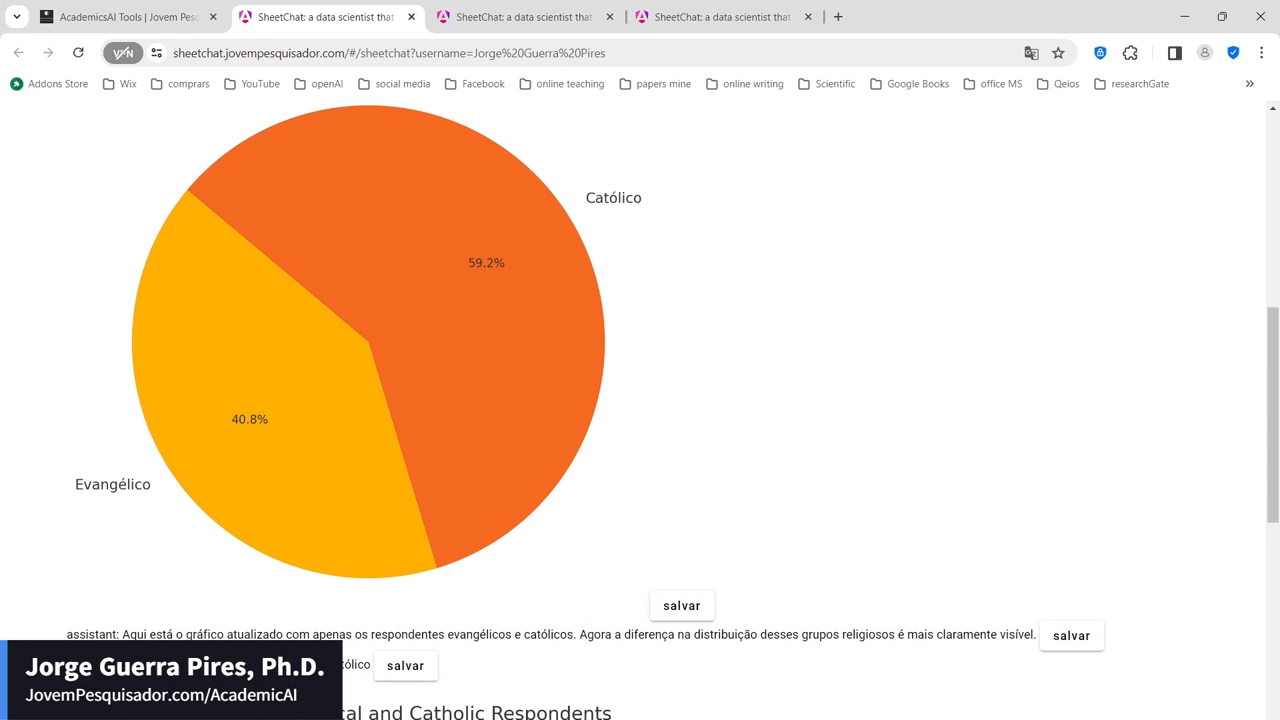 AcademicsAI Tools | Jovem Pes
SheetChat: a data scientist that
SheetChat: a data scientist that
SheetChat: a data scientist that
VPN
sheetchat.jovempesquisador.com/#/sheetchat?username=Jorge%20Guerra%20Pires
Addons Store
Wix
comprars
YouTube
openAI
social media
Facebook
online teaching
papers mine
online writing
Scientific
Google Books
office MS
Qeios
researchGate
Católico
59.2%
40.8%
Evangélico
salvar
assistant: Aqui está o gráfico atualizado com apenas os respondentes evangélicos e católicos. Agora a diferença na distribuição desses grupos religiosos é mais claramente visível. salvar
tólico salvar
Jorge Guerra Pires, Ph.D.
JovemPesquisador.com/AcademicAI
cal and Catholic Respondents